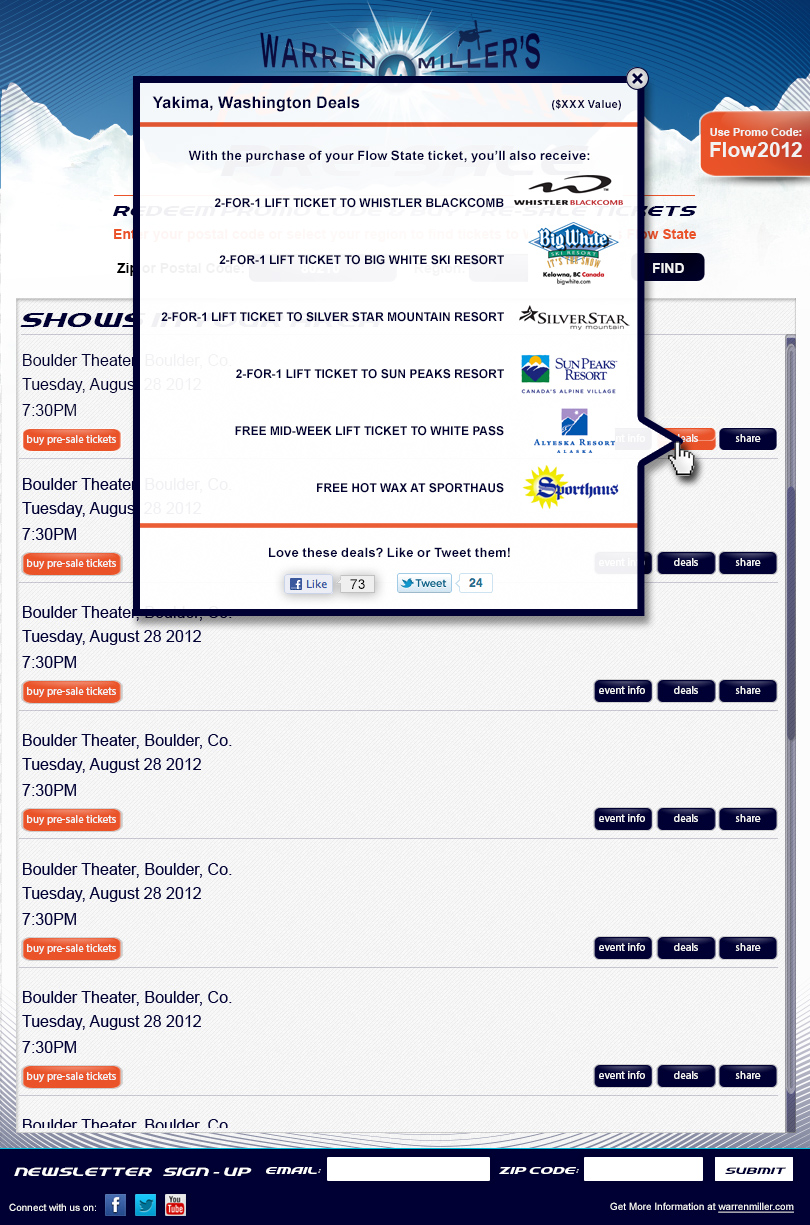 WARREN MILLER'S
Yakima, Washington Deals
($XXX Value)
Use Promo Code:
Flow2012
With the purchase of your Flow State ticket, you'll also receive:
2-FOR-1 LIFT TICKET TO WHISTLER BLACKCOMB
WHISTLERBLACKCOMB
REDEEM PROMO CODE & BUY PRE-SALE TICKETS
Enter your postal code or select your region to find tickets to
Flow State
2-FOR-1 LIFT TICKET TO BIG WHITE SKI RESORT
Big White
SKI RESORT
IT'S THE SNOW
Kelowna, BC Canada
bigwhite.com
Zip or Postal Code:
Region:
FIND
SHOWS IN YOUR AREA
2-FOR-1 LIFT TICKET TO SILVER STAR MOUNTAIN RESORT
SILVERSTAR
my mountain
Boulder Theater, Boulder, Co.
Tuesday, August 28 2012
7:30PM
buy pre-sale tickets
2-FOR-1 LIFT TICKET TO SUN PEAKS RESORT
SUN PEAKS
RESORT
CANADA'S ALPINE VILLAGE
FREE MID-WEEK LIFT TICKET TO WHITE PASS
ALYESKA RESORT
ALASKA
event info
deals
share
FREE HOT WAX AT SPORTHAUS
Sporthaus
Boulder Theater, Boulder, Co.
Tuesday, August 28 2012
7:30PM
buy pre-sale tickets
event info
deals
share
Love these deals? Like or Tweet them!
Like
73
Tweet
24
Boulder Theater, Boulder, Co.
Tuesday, August 28 2012
7:30PM
buy pre-sale tickets
event info
deals
share
Boulder Theater, Boulder, Co.
Tuesday, August 28 2012
7:30PM
buy pre-sale tickets
event info
deals
share
Boulder Theater, Boulder, Co.
Tuesday, August 28 2012
7:30PM
buy pre-sale tickets
event info
deals
share
Boulder Theater, Boulder, Co.
Tuesday, August 28 2012
7:30PM
buy pre-sale tickets
event info
deals
share
Boulder Theater, Boulder, Co.
NEWSLETTER SIGN-UP
EMAIL:
ZIP CODE:
SUBMIT
Connect with us on:
You
Tube
Get More Information at warrenmiller.com